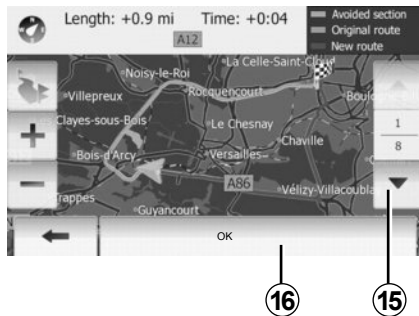 Length: +0.9 mi Time: +0:04
A12
Avoided section
Original route
New route
La Celle-Saint-Cloud
Noisy-le-Roi
Villepreux
Rocquencourt
Clayes-sous-Bois
Le Chesnay
1
8
Bois-d'Arcy
Versailles
Chaville
A86
Vélizy-Villacoubla
Trappes
Guyancourt
OK
16
15